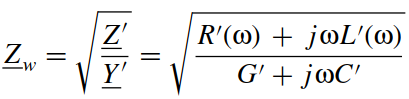 Z_w = √(Z′/Y′) = √((R′(ω) + jωL′(ω))/(G′ + jωC′))